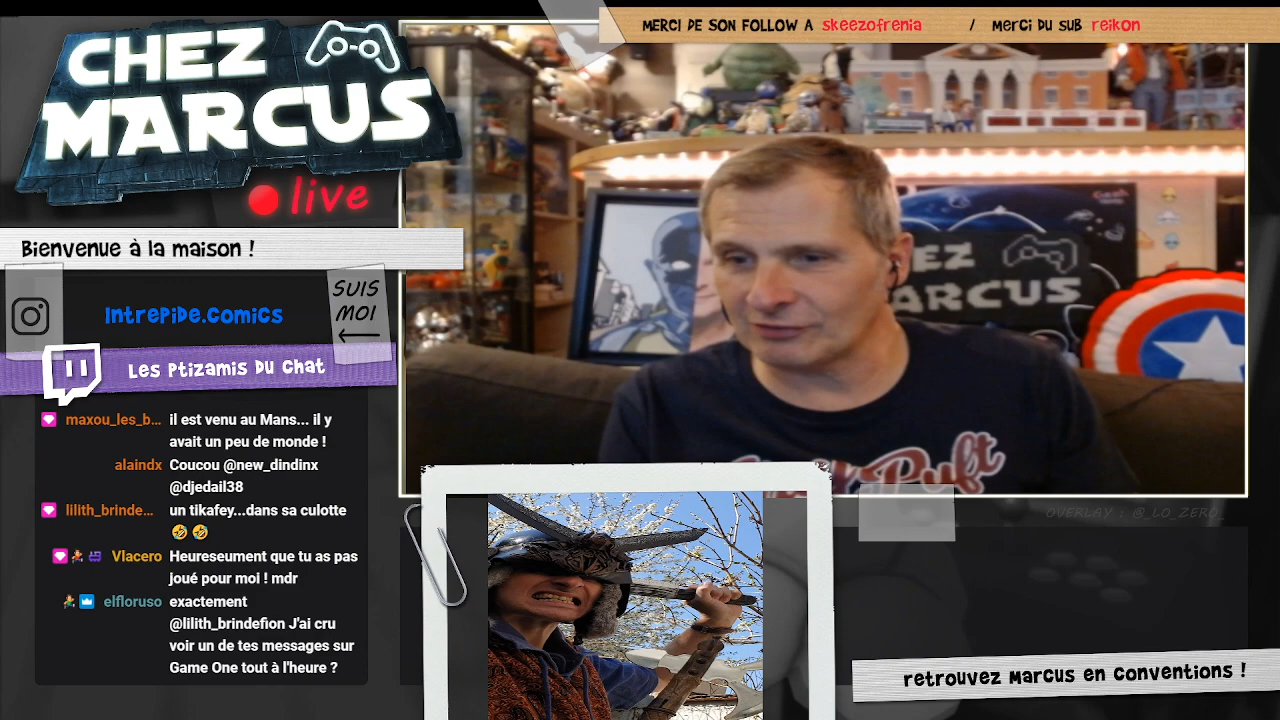 MERCI DE SON FOLLOW A skeezofrenia / Merci du sub reikon
CHEZ
MARCUS
live
Bienvenue à la maison !
Intrepide.comics
SUIS
MOI
Les Ptizamis du chat
maxou_les_b... il est venu au Mans... il y
avait un peu de monde !
alaindx Coucou @new_dindinx
@djedail38
lilith_brinde... un tikafey...dans sa culotte
🤣 🤣
Vlacero Heureseument que tu as pas
joué pour moi ! mdr
elfloruso exactement
@lilith_brindefion J'ai cru
voir un de tes messages sur
Game One tout à l'heure ?
EZ
ARCUS
OVERLAY : @_LO_ZERO_
retrouvez Marcus en conventions !